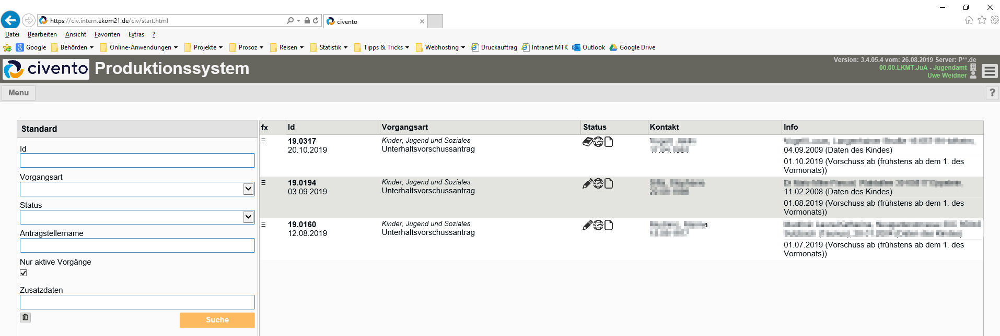 https://civ.intern.ekom21.de/civ/start.html
civento
Datei Bearbeiten Ansicht Favoriten Extras ?
Google Behörden Online-Anwendungen Projekte Prosoz Reisen Statistik Tipps & Tricks Webhosting Druckauftrag Intranet MTK Outlook Google Drive
civento Produktionssystem
Version: 3.4.05.4 vom: 26.08.2019 Server: P**.de
00.00.LKMT.JuA - Jugendamt
Uwe Weidner
Menu
?
Standard
Id
Vorgangsart
Status
Antragstellername
Nur aktive Vorgänge
Zusatzdaten
Suche
fx Id Vorgangsart Status Kontakt Info
19.0317 Kinder, Jugend und Soziales
20.10.2019 Unterhaltsvorschussantrag 04.09.2009 (Daten des Kindes)
01.10.2019 (Vorschuss ab (frühstens ab dem 1. des
Vormonats))
19.0194 Kinder, Jugend und Soziales
03.09.2019 Unterhaltsvorschussantrag 11.02.2008 (Daten des Kindes)
01.08.2019 (Vorschuss ab (frühstens ab dem 1. des
Vormonats))
19.0160 Kinder, Jugend und Soziales
12.08.2019 Unterhaltsvorschussantrag
01.07.2019 (Vorschuss ab (frühstens ab dem 1. des
Vormonats))